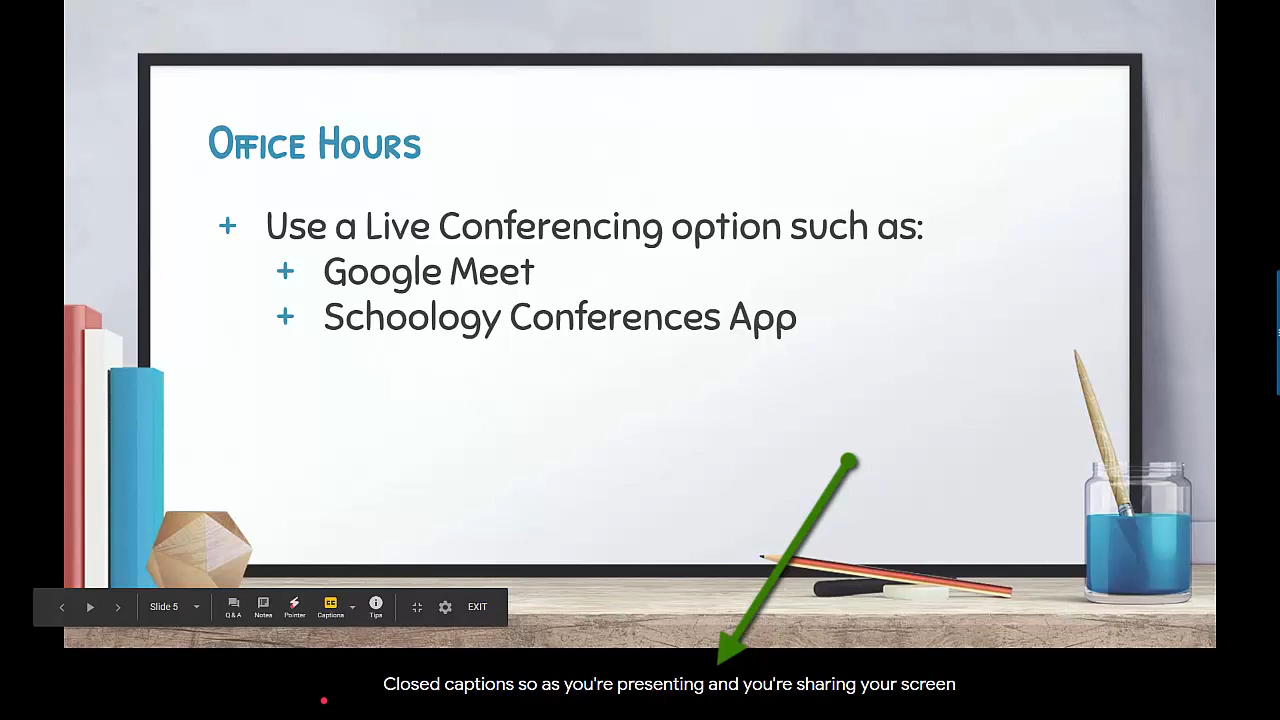 Office Hours
+ Use a Live Conferencing option such as:
+ Google Meet
+ Schoology Conferences App
Slide 5
Q & A
Notes
Pointer
CC
Captions
Tips
EXIT
Closed captions so as you're presenting and you're sharing your screen